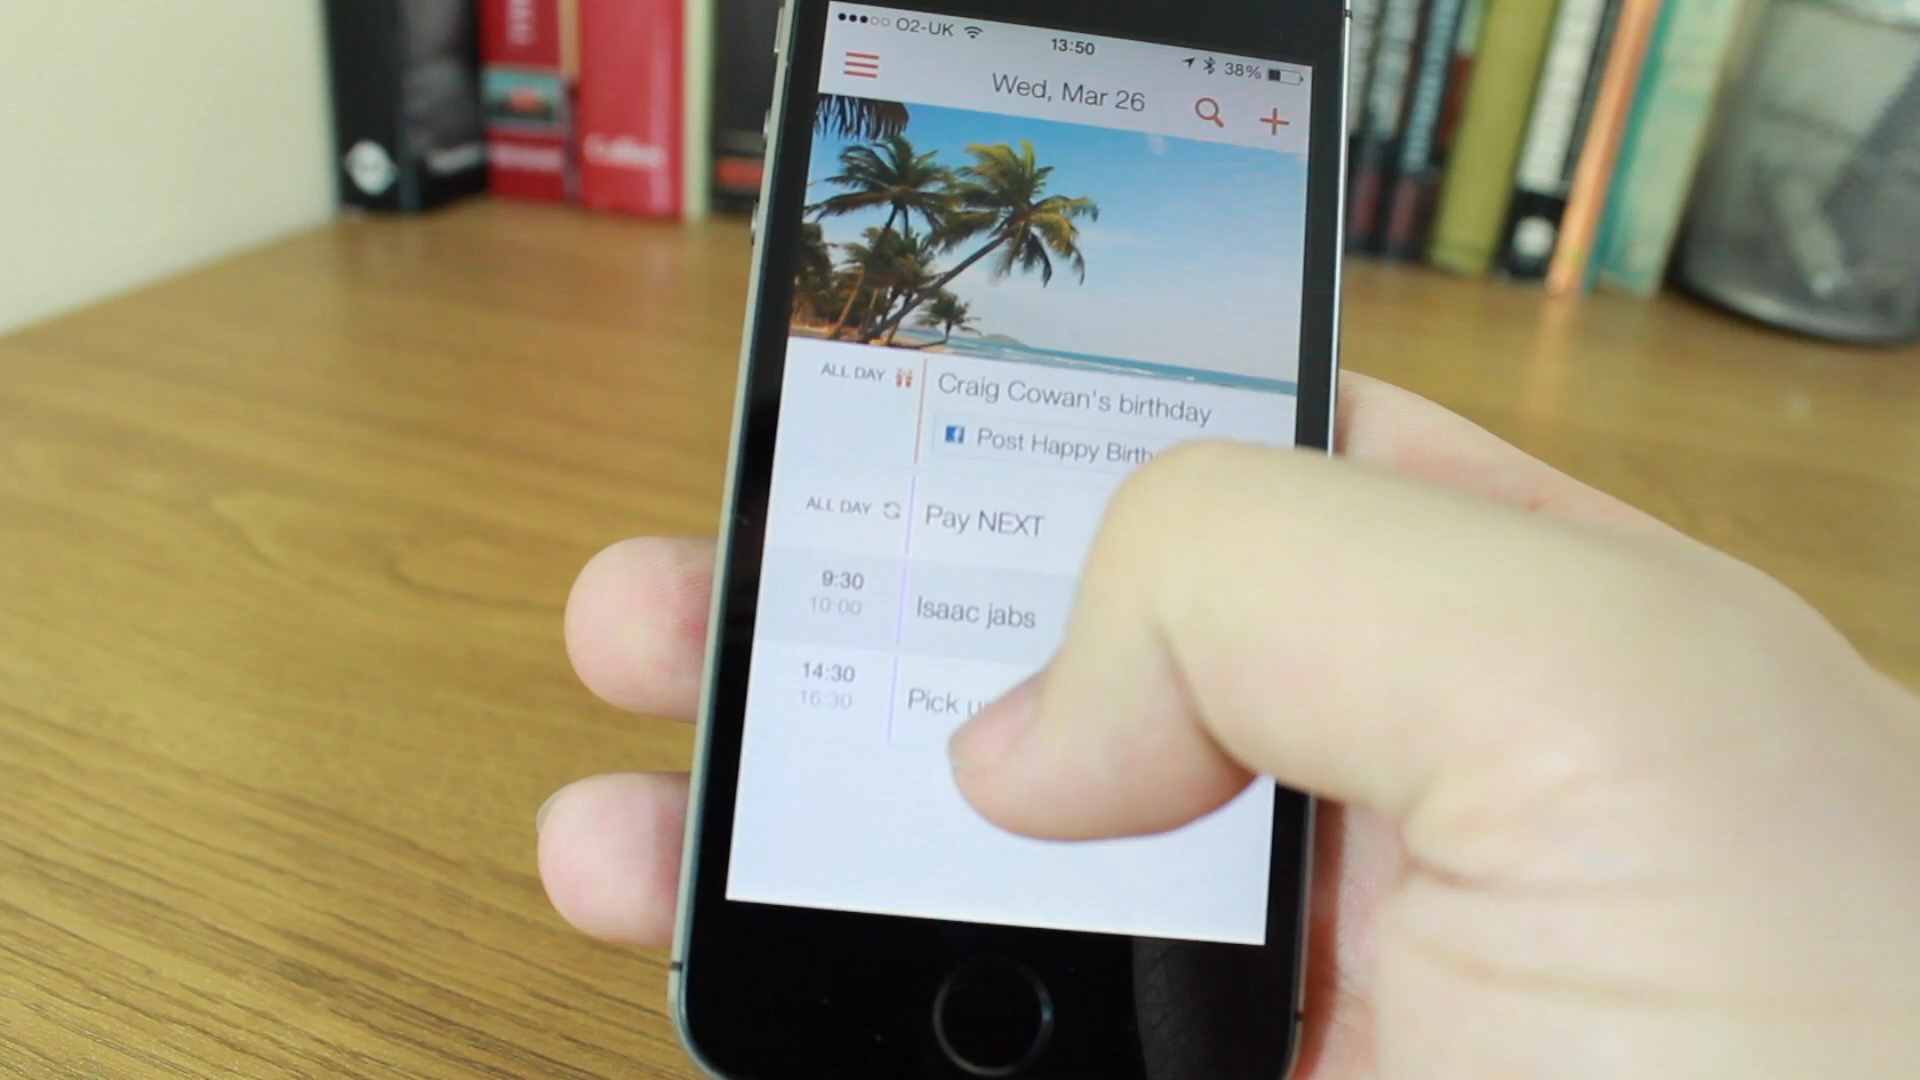 O2-UK 13:50 38%
Wed, Mar 26
ALL DAY Craig Cowan's birthday
Post Happy
ALL DAY Pay NEXT
9:30
10:00
Isaac jabs
14:30
16:30
Pick
Collins